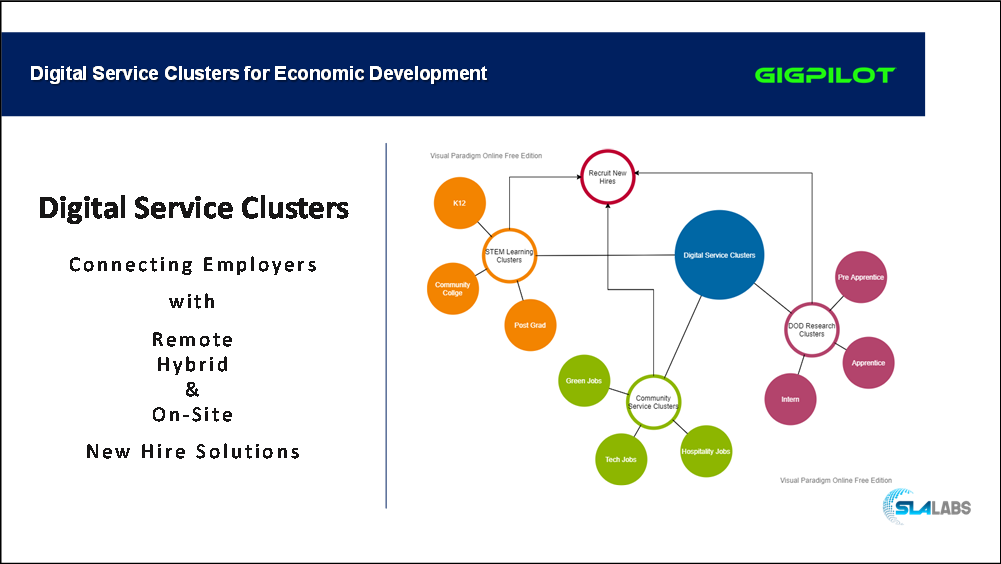 Digital Service Clusters for Economic Development
GIGPILOT
Digital Service Clusters
Connecting Employers
with
Remote
Hybrid
&
On-Site
New Hire Solutions
Visual Paradigm Online Free Edition
Recruit New
Hires
K12
STEM Learning
Clusters
Community
Collge
Post Grad
Digital Service Clusters
Pre Apprentice
DOD Research
Clusters
Apprentice
Intern
Green Jobs
Community
Service Clusters
Tech Jobs
Hospitality Jobs
Visual Paradigm Online Free Edition
SLALABS